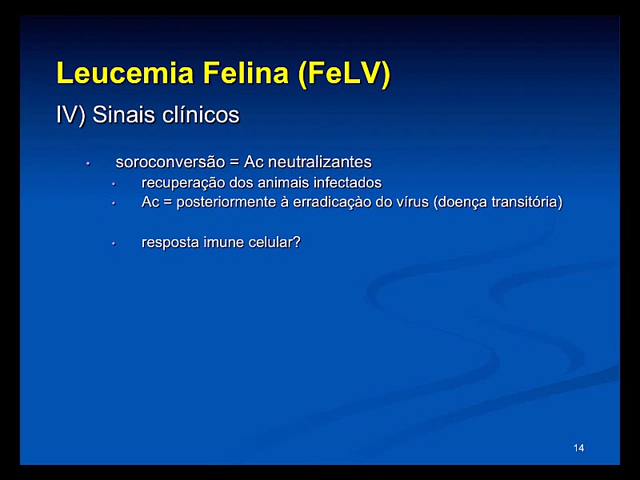 Leucemia Felina (FeLV)
IV) Sinais clínicos
• soroconversão = Ac neutralizantes
• recuperação dos animais infectados
• Ac = posteriormente à erradicaçào do vírus (doença transitória)
• resposta imune celular?
14